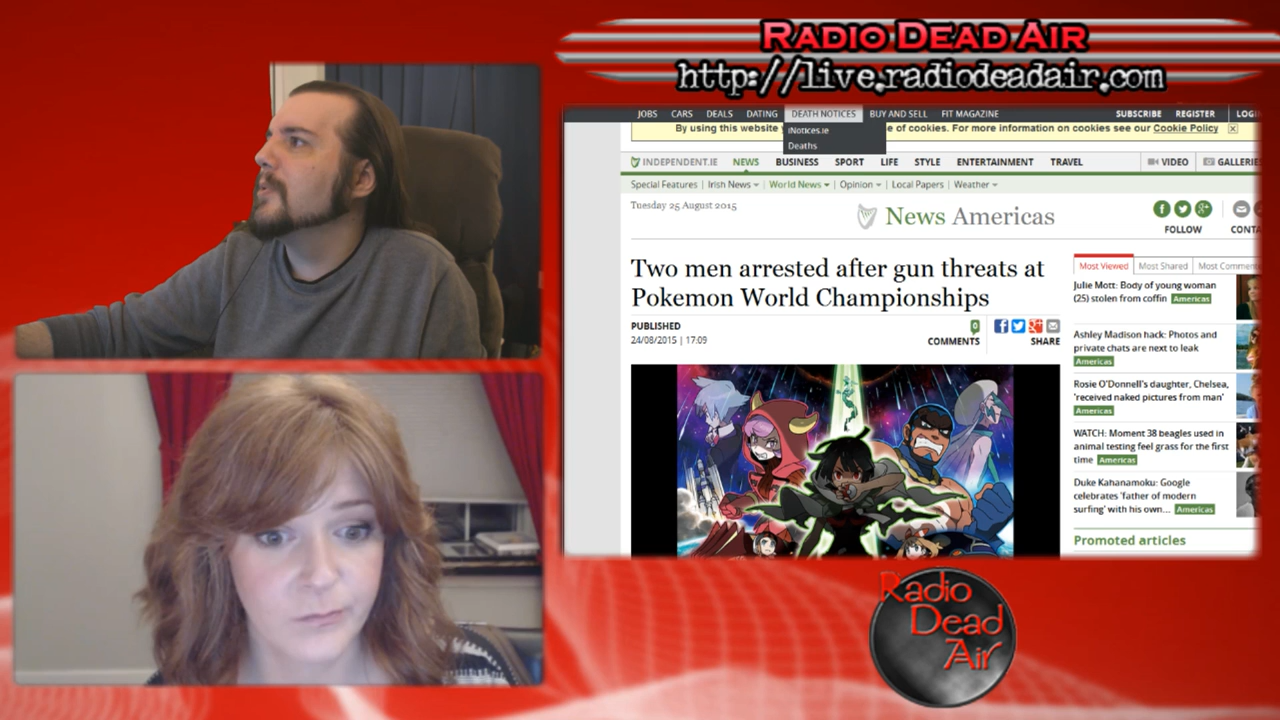 Radio Dead Air
http://live.radiodeadair.com
JOBS CARS DEALS DATING DEATH NOTICES BUY AND SELL FIT MAGAZINE SUBSCRIBE REGISTER LOGI
By using this website y e of cookies. For more information on cookies see our Cookie Policy
iNotices.ie
Deaths
INDEPENDENT.IE NEWS BUSINESS SPORT LIFE STYLE ENTERTAINMENT TRAVEL VIDEO GALLERIE
Special Features | Irish News | World News | Opinion | Local Papers | Weather
Tuesday 25 August 2015
News Americas
FOLLOW CONTA
Two men arrested after gun threats at
Pokemon World Championships
PUBLISHED
24/08/2015 | 17:09
0
COMMENTS
SHARE
Most Viewed Most Shared Most Comment
Julie Mott: Body of young woman
(25) stolen from coffin Americas
Ashley Madison hack: Photos and
private chats are next to leak
Americas
Rosie O'Donnell's daughter, Chelsea,
'received naked pictures from man'
Americas
WATCH: Moment 38 beagles used in
animal testing feel grass for the first
time Americas
Duke Kahanamoku: Google
celebrates 'father of modern
surfing' with his own... Americas
Promoted articles
Radio
Dead
Air